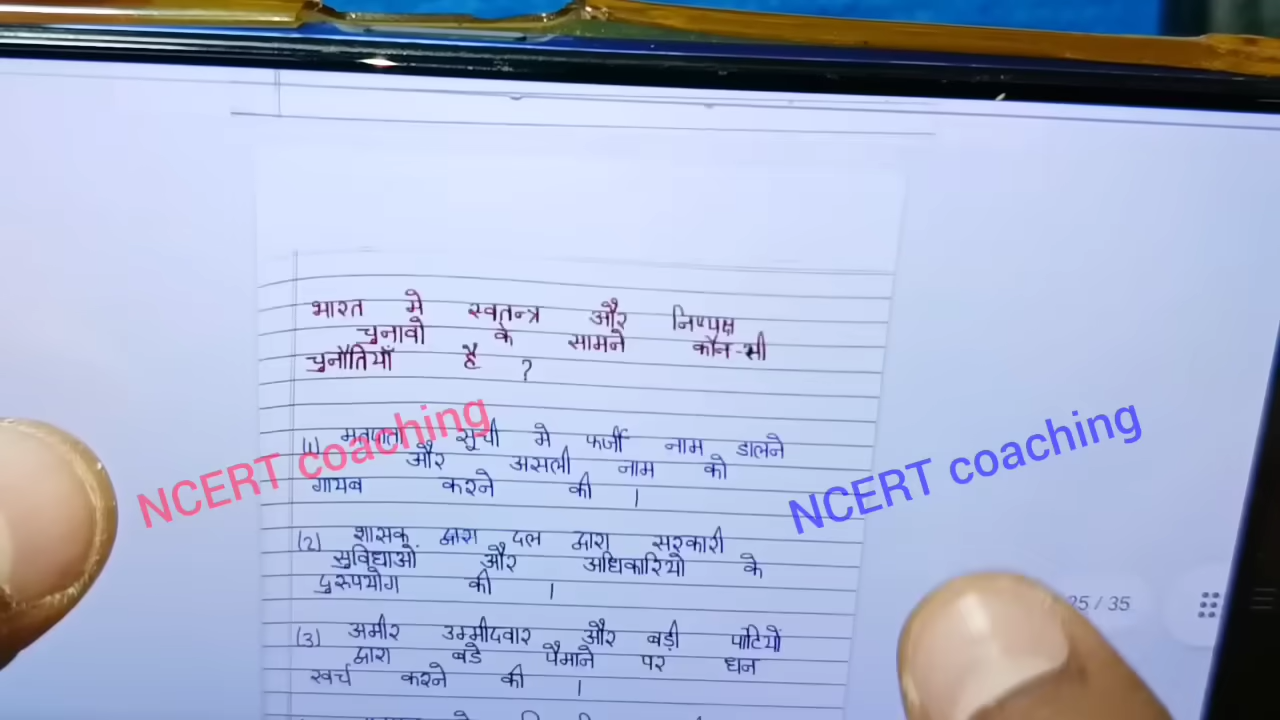 भारत मे स्वतन्त्र और निष्पक्ष
चुनावो के सामने कौन-सी
चुनौतियाँ है ?
(1) मतदाता सूची मे फर्जी नाम डालने
और असली नाम को
गायब करने की ।
(2) शासक द्वारा दल द्वारा सरकारी
सुविधाओ और अधिकारियो के
दुरूपयोग की ।
(3) अमीर उम्मीदवार और बड़ी पार्टियो
द्वारा बडे पैमाने पर धन
खर्च करने की ।
NCERT coaching
NCERT coaching
25 / 35